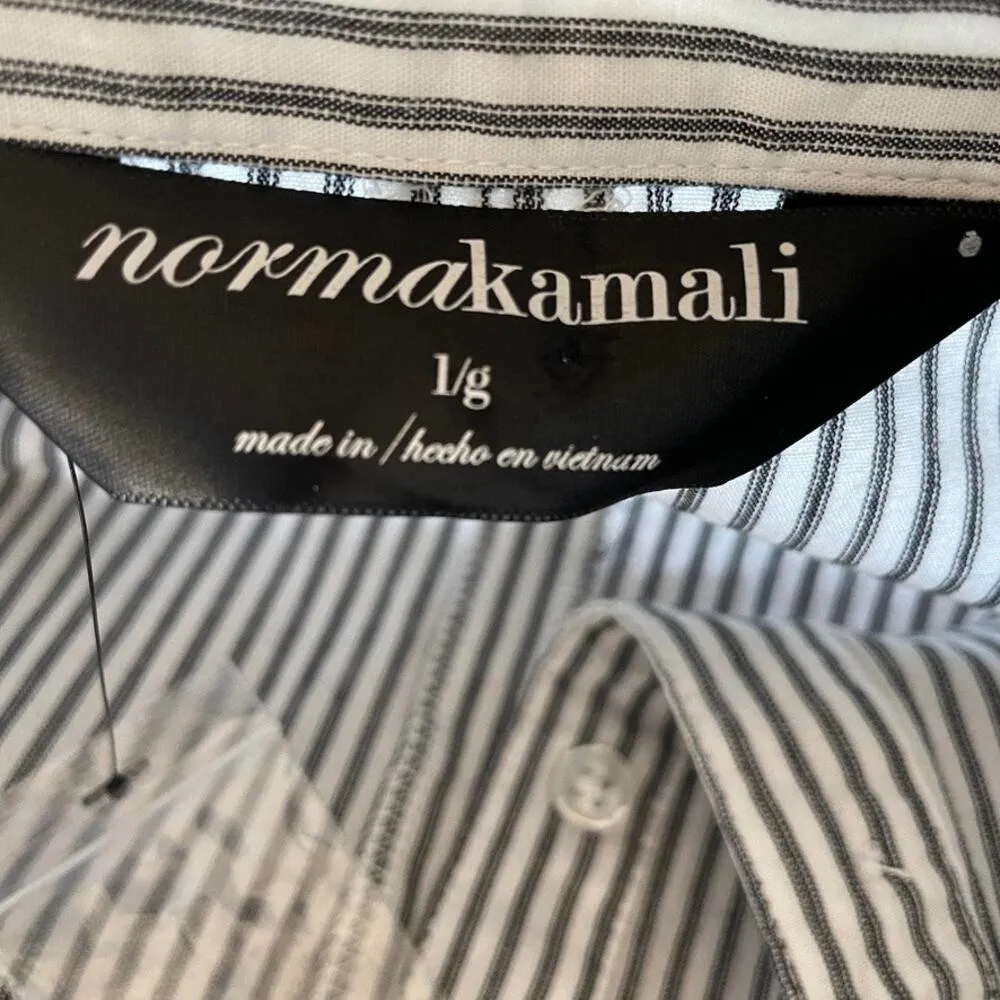 normakamali
l/g
made in/hecho en vietnam